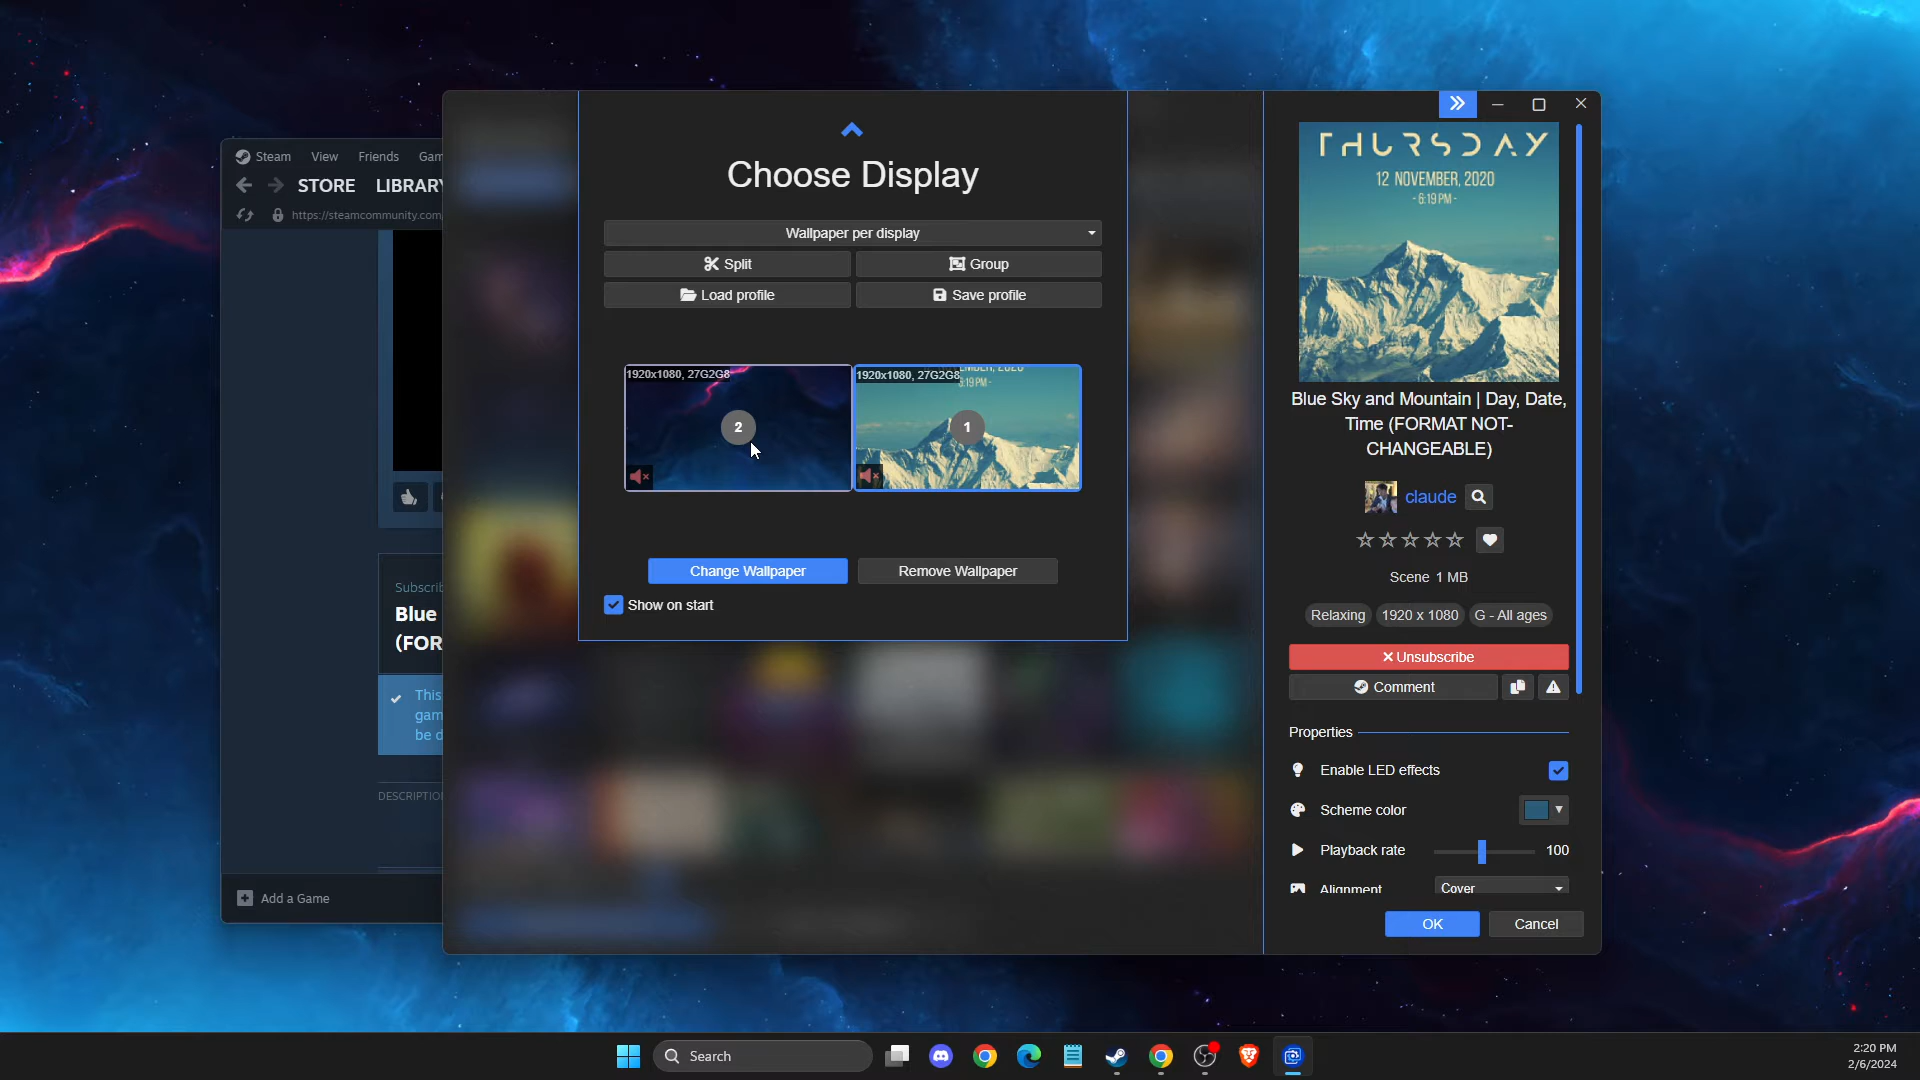 Steam View Friends
STORE LIBRARY
https://steamcommunity.com
Blue
(FOR
This
be d
Add a Game
Choose Display
Wallpaper per display
Split
Group
Load profile
Save profile
1920x1080, 27G2G8
2
1920x1080, 27G2G8
1
Change Wallpaper
Remove Wallpaper
Show on start
THURSDAY
12 NOVEMBER, 2020
- 6:19 PM -
Blue Sky and Mountain | Day, Date,
Time (FORMAT NOT-
CHANGEABLE)
claude
Scene 1 MB
Relaxing 1920 x 1080 G - All ages
Unsubscribe
Comment
Properties
Enable LED effects
Scheme color
Playback rate 100
Alignment Cover
OK Cancel
Search
2:20 PM
2/6/2024